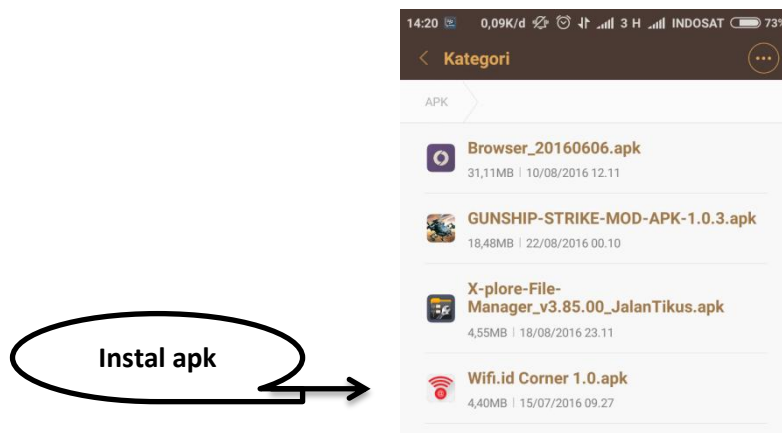 14:20 0,09K/d 3 H INDOSAT 73%
Kategori
APK
Browser_20160606.apk
31,11MB | 10/08/2016 12.11
GUNSHIP-STRIKE-MOD-APK-1.0.3.apk
18,48MB | 22/08/2016 00.10
X-plore-File-
Manager_v3.85.00_JalanTikus.apk
4,55MB | 18/08/2016 23.11
Instal apk
Wifi.id Corner 1.0.apk
4,40MB | 15/07/2016 09.27